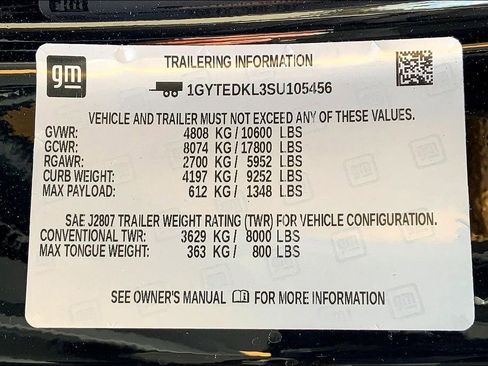 gm
TRAILERING INFORMATION
1GYTEDKL3SU105456
VEHICLE AND TRAILER MUST NOT EXCEED ANY OF THESE VALUES.
GVWR: 4808 KG/10600 LBS
GCWR: 8074 KG/17800 LBS
RGAWR: 2700 KG/ 5952 LBS
CURB WEIGHT: 4197 KG/ 9252 LBS
MAX PAYLOAD: 612 KG/ 1348 LBS
SAE J2807 TRAILER WEIGHT RATING (TWR) FOR VEHICLE CONFIGURATION.
CONVENTIONAL TWR: 3629 KG/ 8000 LBS
MAX TONGUE WEIGHT: 363 KG/ 800 LBS
SEE OWNER'S MANUAL FOR MORE INFORMATION